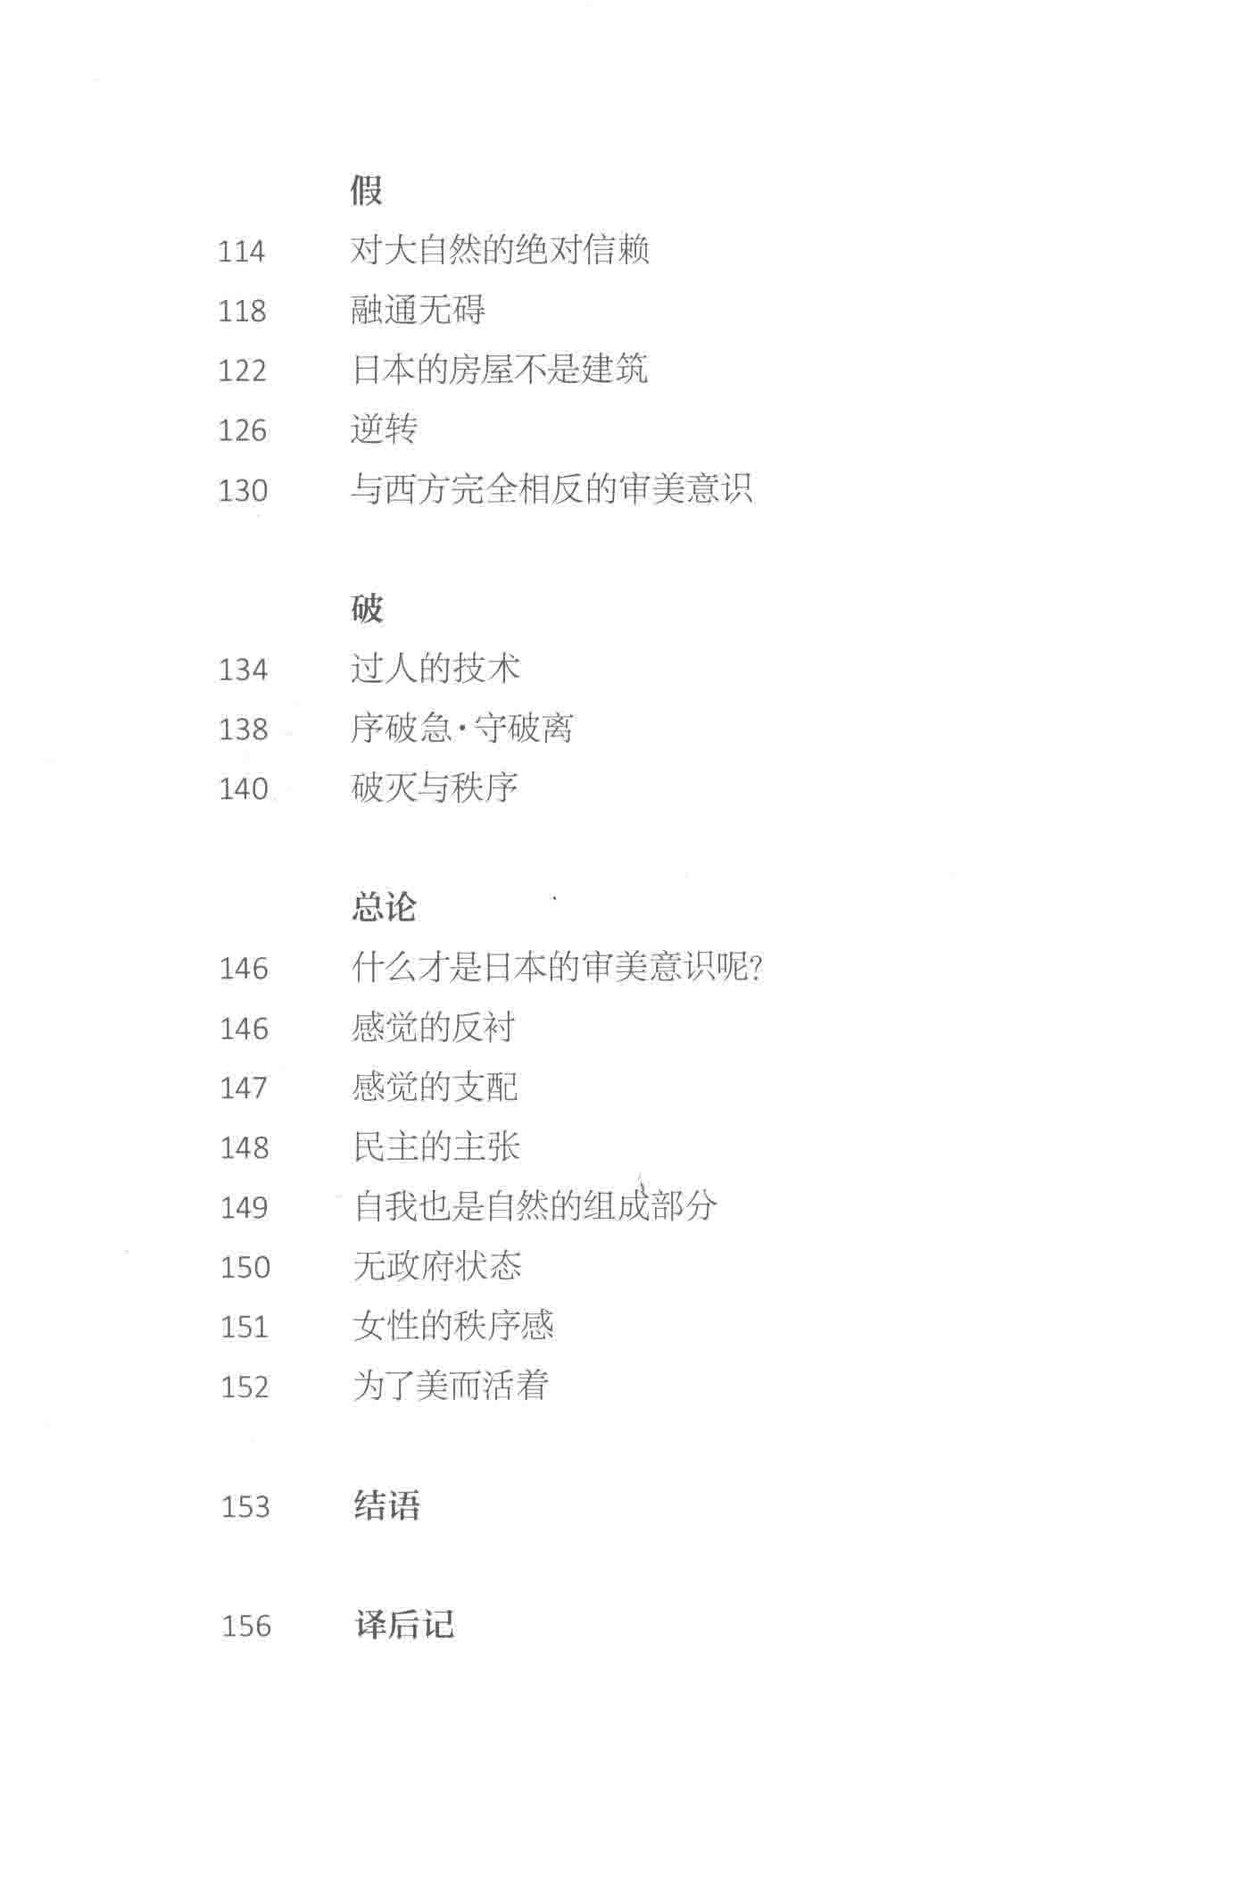 假
114 对大自然的绝对信赖
118 融通无碍
122 日本的房屋不是建筑
126 逆转
130 与西方完全相反的审美意识
破
134 过人的技术
138 序破急·守破离
140 破灭与秩序
总论
146 什么才是日本的审美意识呢?
146 感觉的反衬
147 感觉的支配
148 民主的主张
149 自我也是自然的组成部分
150 无政府状态
151 女性的秩序感
152 为了美而活着
153 结语
156 译后记